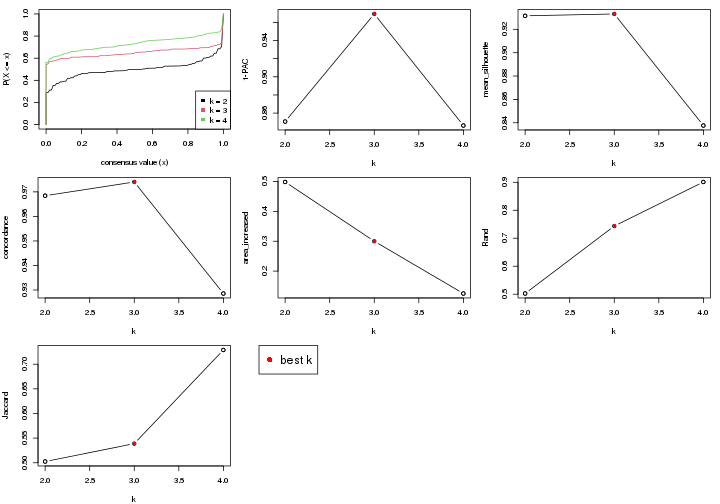 P(X <= x)
0.0 0.2 0.4 0.6 0.8 1.0
k = 2
k = 3
k = 4
0.0 0.2 0.4 0.6 0.8 1.0
consensus value (x)
1-PAC
0.86 0.90 0.94
2.0 2.5 3.0 3.5 4.0
k
mean_silhouette
0.84 0.86 0.88 0.90 0.92
2.0 2.5 3.0 3.5 4.0
k
concordance
0.93 0.94 0.95 0.96 0.97
2.0 2.5 3.0 3.5 4.0
k
area_increased
0.2 0.3 0.4 0.5
2.0 2.5 3.0 3.5 4.0
k
Rand
0.5 0.6 0.7 0.8 0.9
2.0 2.5 3.0 3.5 4.0
k
Jaccard
0.50 0.55 0.60 0.65 0.70
2.0 2.5 3.0 3.5 4.0
k
best k